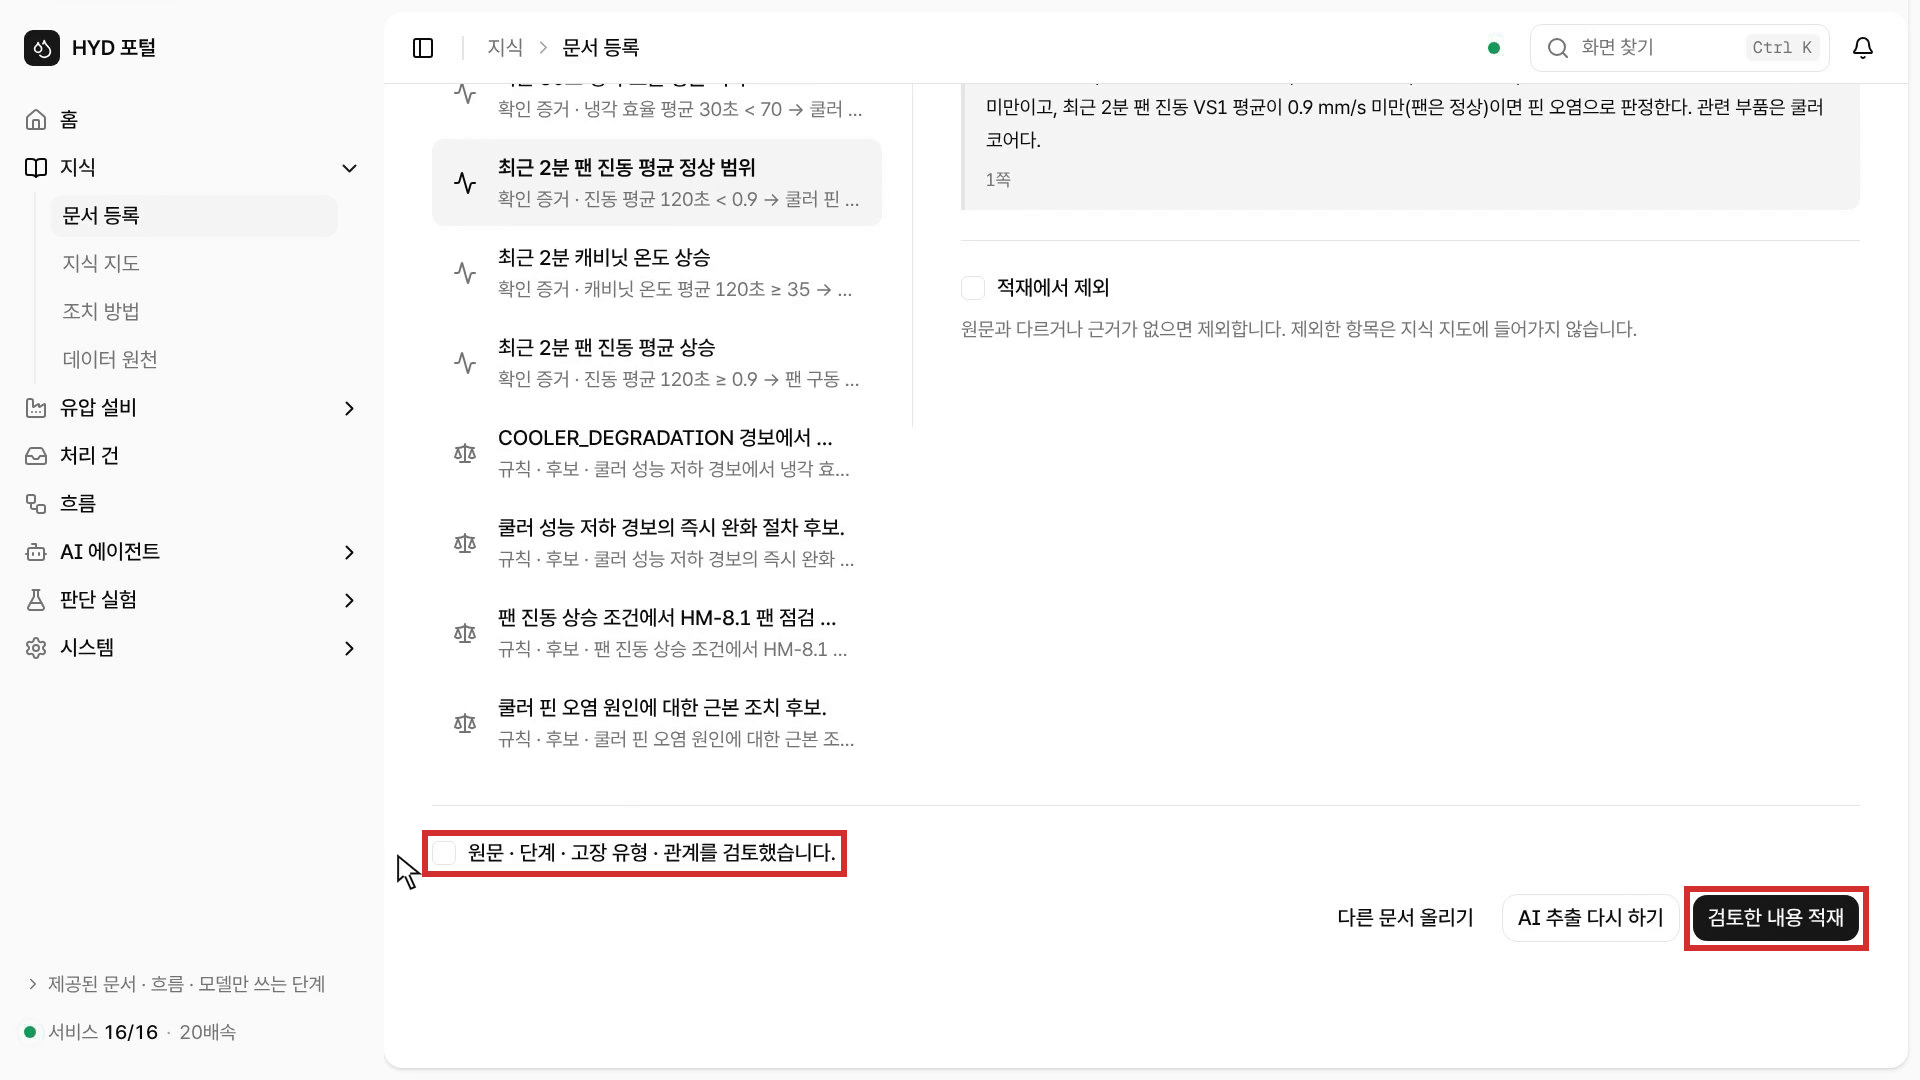 HYD 포털
홈
지식
문서 등록
지식 지도
조치 방법
데이터 원천
유압 설비
처리 건
흐름
AI 에이전트
판단 실험
시스템
제공된 문서 · 흐름 · 모델만 쓰는 단계
서비스 16/16 · 20배속
지식 > 문서 등록
화면 찾기 Ctrl K
확인 증거 · 냉각 효율 평균 30초 < 70 → 쿨러 ...
최근 2분 팬 진동 평균 정상 범위
확인 증거 · 진동 평균 120초 < 0.9 → 쿨러 핀 ...
최근 2분 캐비닛 온도 상승
확인 증거 · 캐비닛 온도 평균 120초 ≥ 35 → ...
최근 2분 팬 진동 평균 상승
확인 증거 · 진동 평균 120초 ≥ 0.9 → 팬 구동 ...
COOLER_DEGRADATION 경보에서 ...
규칙 · 후보 · 쿨러 성능 저하 경보에서 냉각 효...
쿨러 성능 저하 경보의 즉시 완화 절차 후보.
규칙 · 후보 · 쿨러 성능 저하 경보의 즉시 완화 ...
팬 진동 상승 조건에서 HM-8.1 팬 점검 ...
규칙 · 후보 · 팬 진동 상승 조건에서 HM-8.1 ...
쿨러 핀 오염 원인에 대한 근본 조치 후보.
규칙 · 후보 · 쿨러 핀 오염 원인에 대한 근본 조...
미만이고, 최근 2분 팬 진동 VS1 평균이 0.9 mm/s 미만(팬은 정상)이면 핀 오염으로 판정한다. 관련 부품은 쿨러
코어다.
1쪽
적재에서 제외
원문과 다르거나 근거가 없으면 제외합니다. 제외한 항목은 지식 지도에 들어가지 않습니다.
원문 · 단계 · 고장 유형 · 관계를 검토했습니다.
다른 문서 올리기
AI 추출 다시 하기
검토한 내용 적재